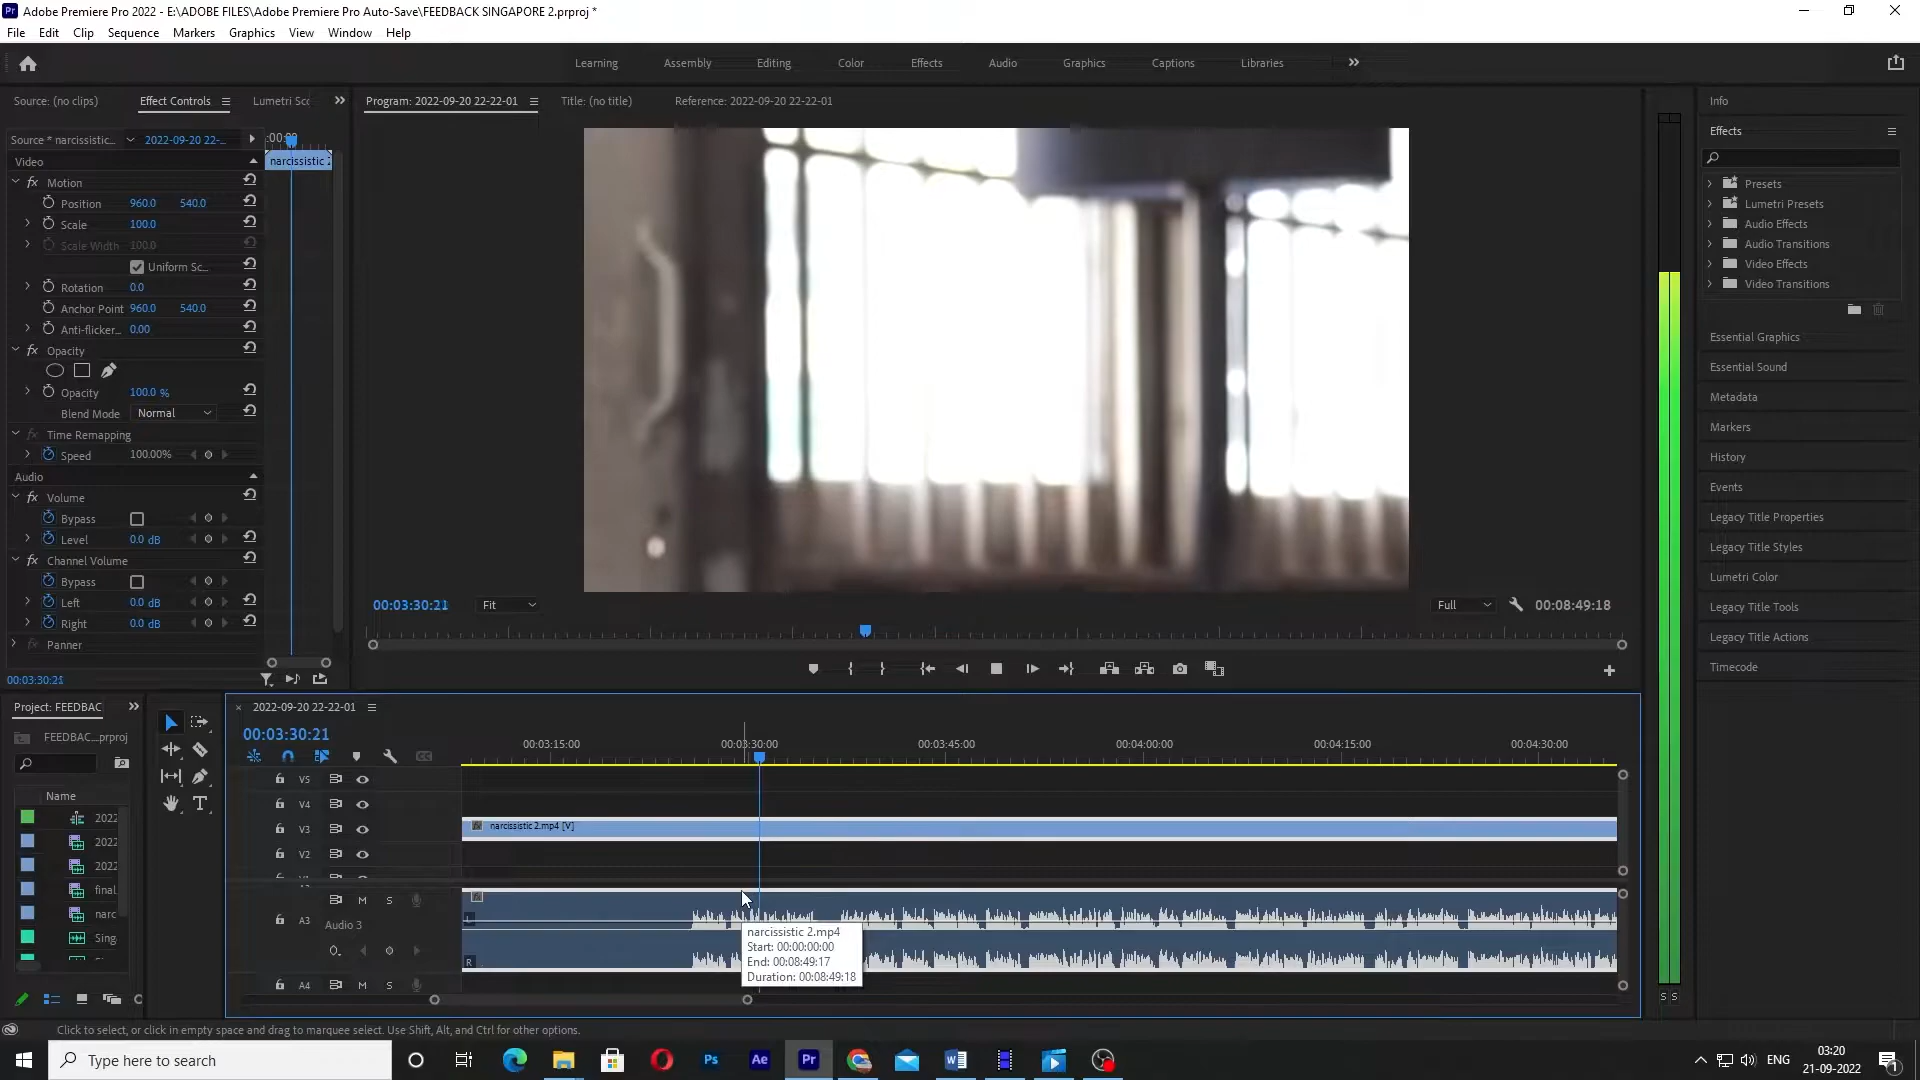 Adobe Premiere Pro 2022 - E:\ADOBE FILES\Adobe Premiere Pro Auto-Save\FEEDBACK SINGAPORE 2.prproj *
File Edit Clip Sequence Markers Graphics View Window Help
Learning Assembly Editing Color Effects Audio Graphics Captions Libraries
Source: (no clips) Effect Controls Lumetri Sco
Program: 2022-09-20 22-22-01 Title: (no title) Reference: 2022-09-20 22-22-01
Source * narcissistic... 2022-09-20 22-...
:00:00
narcissistic 2
Video
fx Motion
Position 960.0 540.0
Scale 100.0
Scale Width 100.0
Uniform Sc...
Rotation 0.0
Anchor Point 960.0 540.0
Anti-flicker... 0.00
fx Opacity
Opacity 100.0 %
Blend Mode Normal
fx Time Remapping
Speed 100.00%
Audio
fx Volume
Bypass
Level 0.0 dB
fx Channel Volume
Bypass
Left 0.0 dB
Right 0.0 dB
fx Panner
00:03:30:21
00:03:30:21 Fit Full 00:08:49:18
Info
Effects
Presets
Lumetri Presets
Audio Effects
Audio Transitions
Video Effects
Video Transitions
Essential Graphics
Essential Sound
Metadata
Markers
History
Events
Legacy Title Properties
Legacy Title Styles
Lumetri Color
Legacy Title Tools
Legacy Title Actions
Timecode
Project: FEEDBAC
FEEDBAC...prproj
Name
2022
2022
2022
final
narc
Sing
2022-09-20 22-22-01
00:03:30:21
00:03:15:00 00:03:30:00 00:03:45:00 00:04:00:00 00:04:15:00 00:04:30:00
V5
V4
V3 narcissistic 2.mp4 [V]
V2
M S
A3 Audio 3
L
R
A4 M S
narcissistic 2.mp4
Start: 00:00:00:00
End: 00:08:49:17
Duration: 00:08:49:18
S S
Click to select, or click in empty space and drag to marquee select. Use Shift, Alt, and Ctrl for other options.
Type here to search
Ps Ae Pr
ENG
03:20
21-09-2022
1